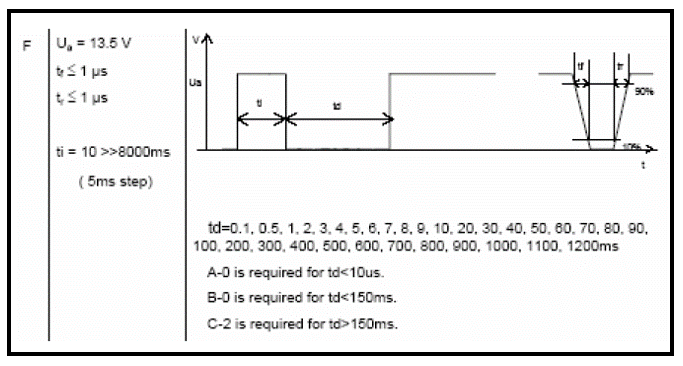 F
Ua = 13.5 V
tf ≤ 1 µs
tr ≤ 1 µs
ti = 10 >>8000ms
( 5ms step)
V
Ua
ti
td
tf
tr
90%
10%
t
td=0.1, 0.5, 1, 2, 3, 4, 5, 6, 7, 8, 9, 10, 20, 30, 40, 50, 60, 70, 80, 90,
100, 200, 300, 400, 500, 600, 700, 800, 900, 1000, 1100, 1200ms
A-0 is required for td<10us.
B-0 is required for td<150ms.
C-2 is required for td>150ms.